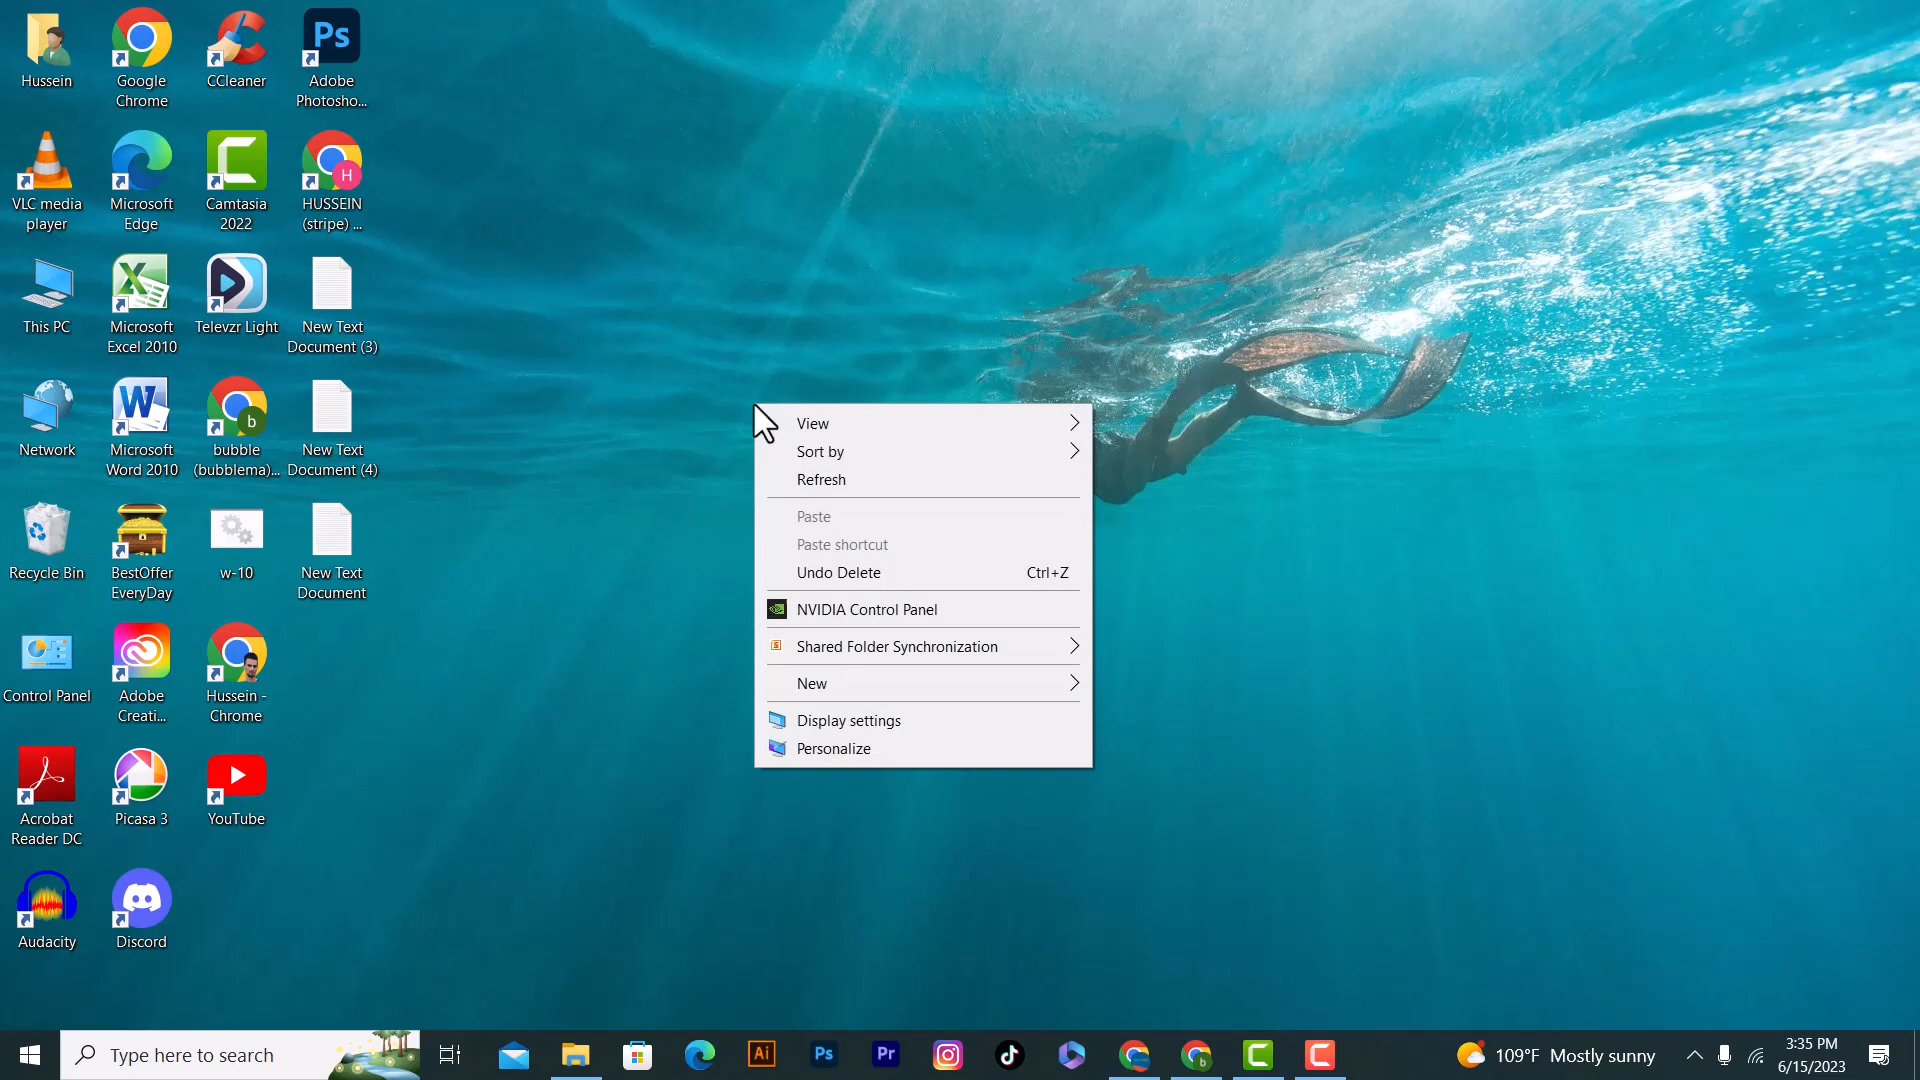 Hussein
Google
Chrome
CCleaner
Ps
Adobe
Photosho...
VLC media
player
Microsoft
Edge
Camtasia
2022
H
HUSSEIN
(stripe) ...
This PC
Microsoft
Excel 2010
Televzr Light
New Text
Document (3)
Network
Microsoft
Word 2010
b
bubble
(bubblema)...
New Text
Document (4)
Recycle Bin
BestOffer
EveryDay
w-10
New Text
Document
Control Panel
Adobe
Creati...
Hussein -
Chrome
Acrobat
Reader DC
Picasa 3
YouTube
Audacity
Discord
View
Sort by
Refresh
Paste
Paste shortcut
Undo Delete Ctrl+Z
NVIDIA Control Panel
Shared Folder Synchronization
New
Display settings
Personalize
Type here to search
Ai
Ps
Pr
b
109°F Mostly sunny
3:35 PM
6/15/2023